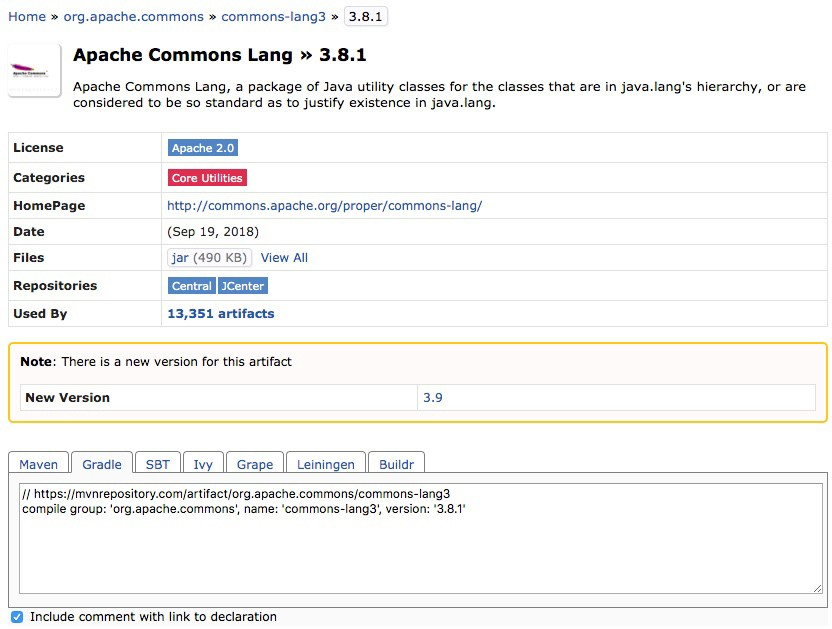 Home » org.apache.commons » commons-lang3 » 3.8.1
Apache Commons Lang » 3.8.1
Apache Commons Lang, a package of Java utility classes for the classes that are in java.lang's hierarchy, or are
considered to be so standard as to justify existence in java.lang.
License Apache 2.0
Categories Core Utilities
HomePage http://commons.apache.org/proper/commons-lang/
Date (Sep 19, 2018)
Files jar (490 KB) View All
Repositories Central JCenter
Used By 13,351 artifacts
Note: There is a new version for this artifact
New Version 3.9
Maven Gradle SBT Ivy Grape Leiningen Buildr
// https://mvnrepository.com/artifact/org.apache.commons/commons-lang3
compile group: 'org.apache.commons', name: 'commons-lang3', version: '3.8.1'
Include comment with link to declaration